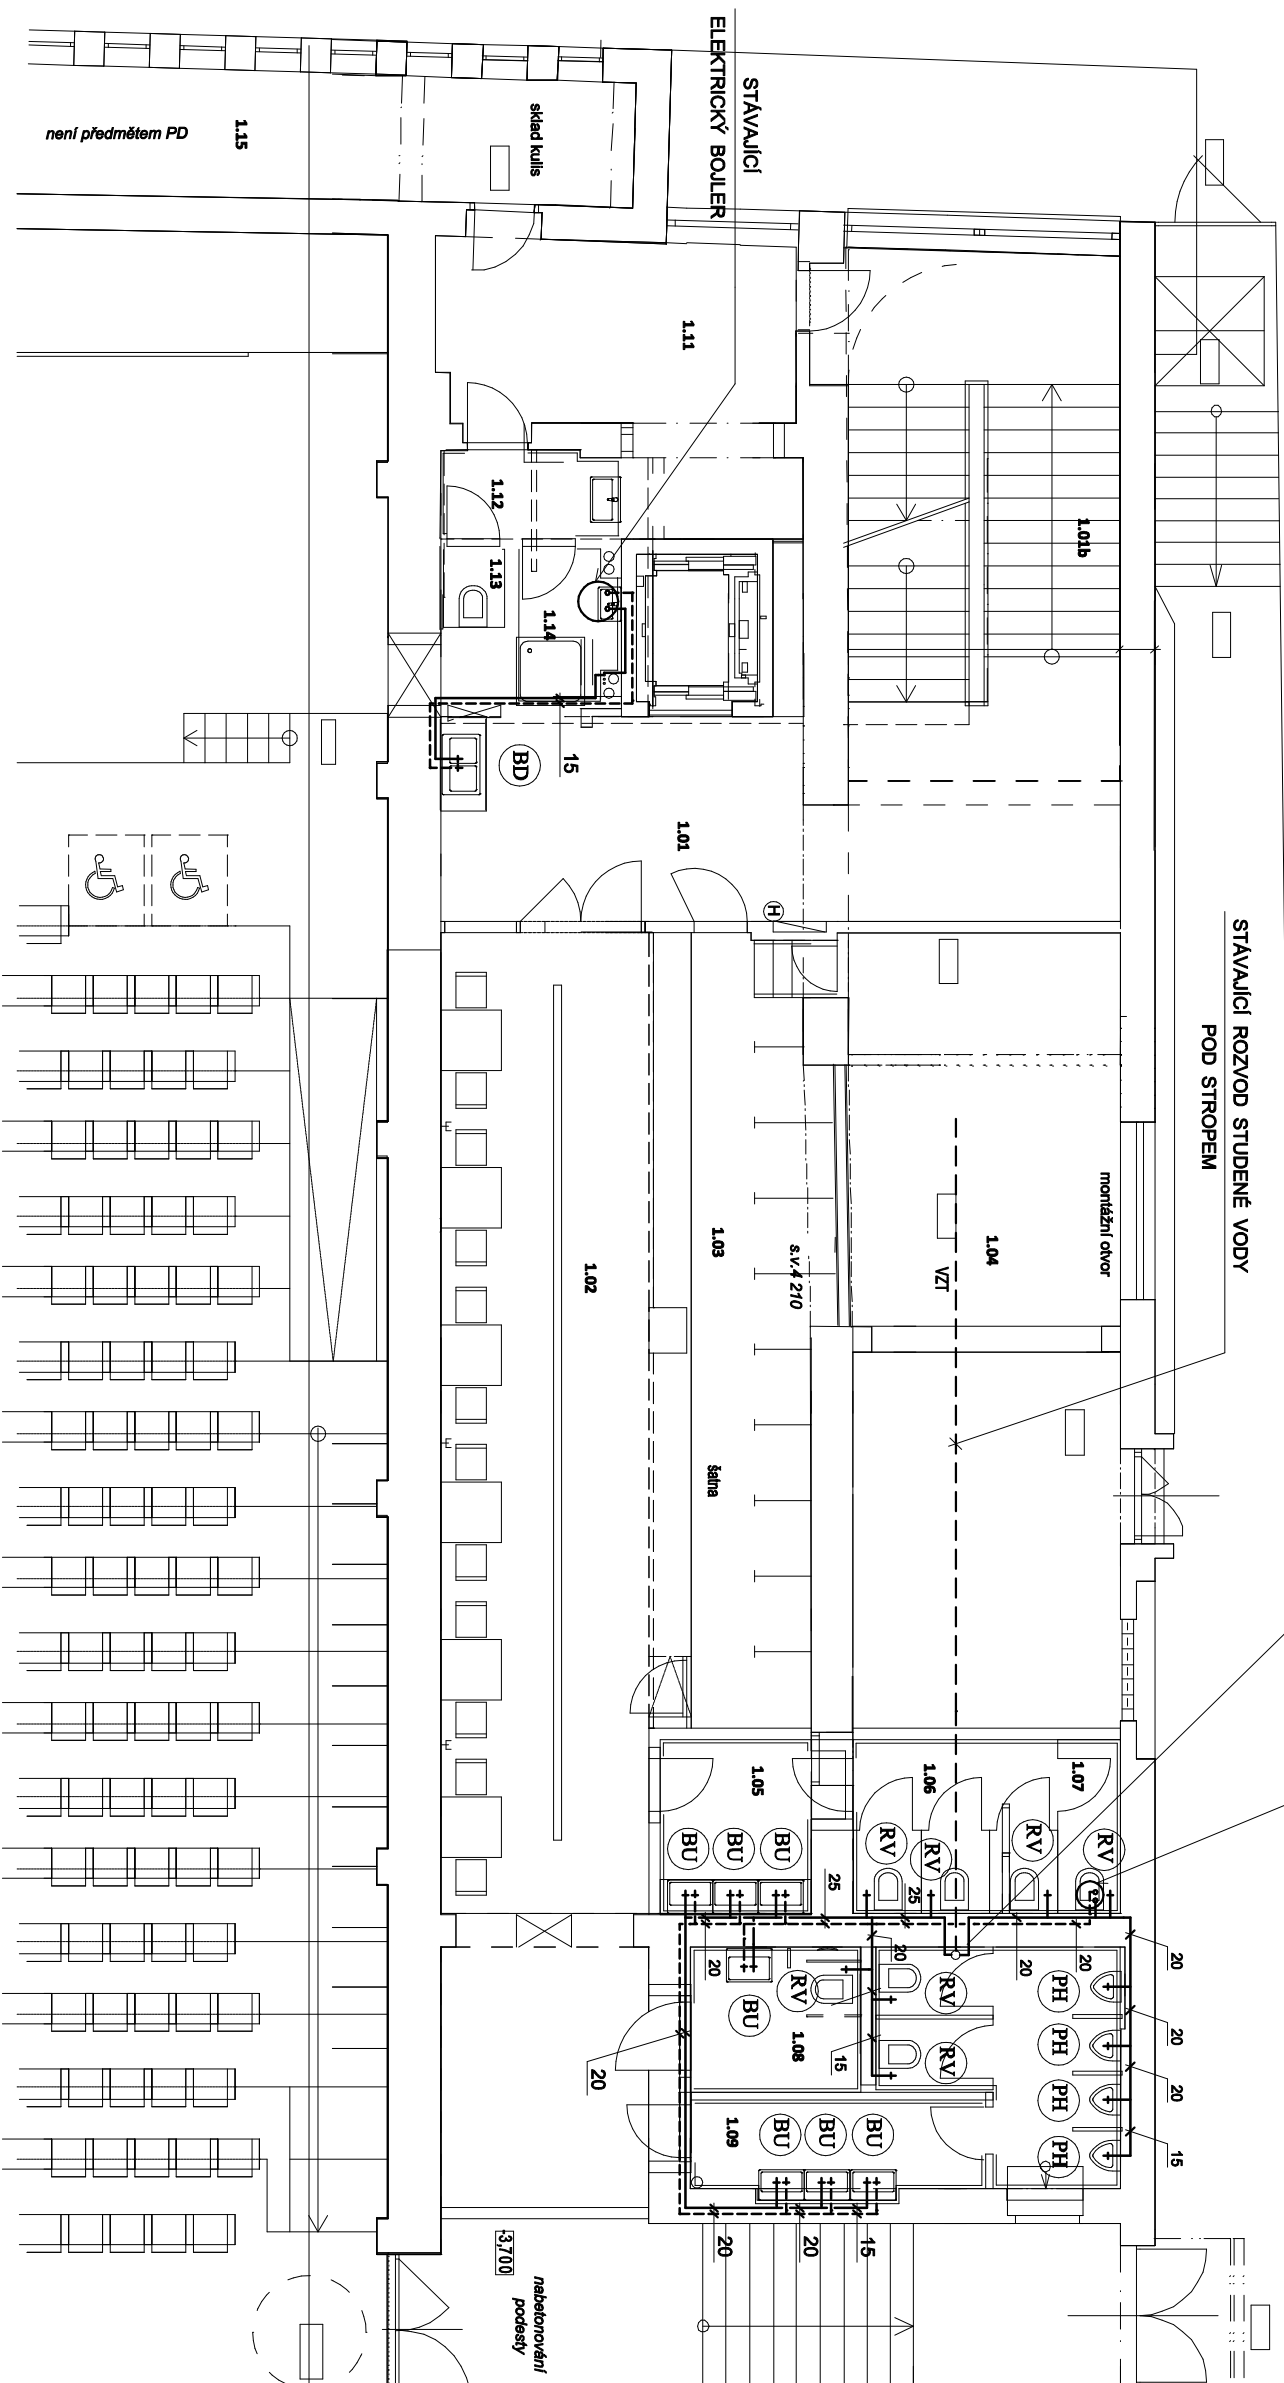 STÁVAJÍCÍ
ELEKTRICKÝ BOJLER
sklad kulis
1.15
není předmětem PD
1.11
1.01b
1.12
1.13
1.14
15
BD
1.01
H
STÁVAJÍCÍ ROZVOD STUDENÉ VODY
POD STROPEM
montážní otvor
1.04
VZT
1.03
s.v.4 210
1.02
šatna
1.07
1.06
1.05
RV
RV
RV
RV
BU
BU
BU
25
25
20
20
20
20
20
20
20
20
15
PH
PH
PH
PH
RV
RV
RV
BU
1.08
15
20
1.09
BU
BU
BU
15
20
20
-3,700
nabetonování
podesty